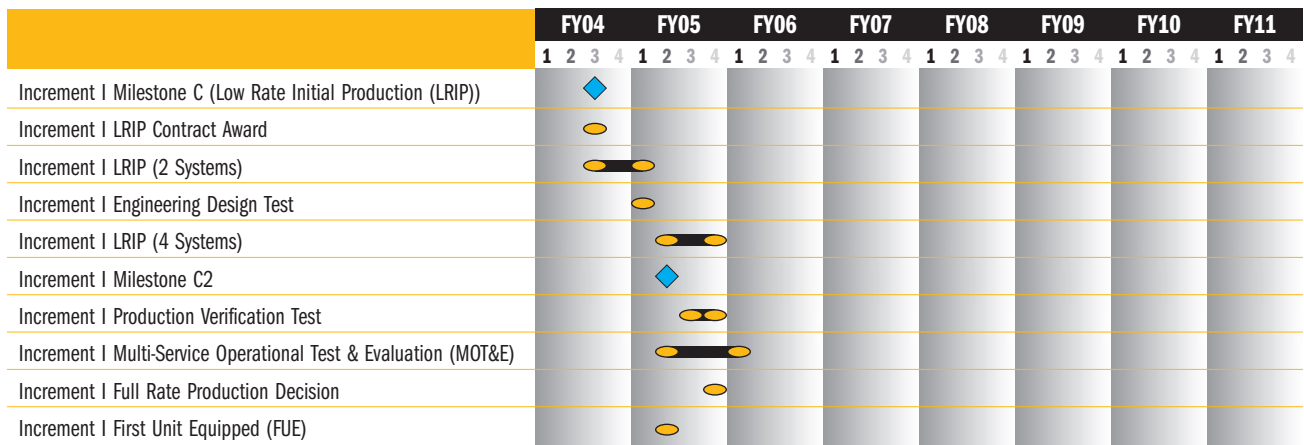 FY04 FY05 FY06 FY07 FY08 FY09 FY10 FY11
1 2 3 4 1 2 3 4 1 2 3 4 1 2 3 4 1 2 3 4 1 2 3 4 1 2 3 4 1 2 3 4
Increment I Milestone C (Low Rate Initial Production (LRIP))
Increment I LRIP Contract Award
Increment I LRIP (2 Systems)
Increment I Engineering Design Test
Increment I LRIP (4 Systems)
Increment I Milestone C2
Increment I Production Verification Test
Increment I Multi-Service Operational Test & Evaluation (MOT&E)
Increment I Full Rate Production Decision
Increment I First Unit Equipped (FUE)